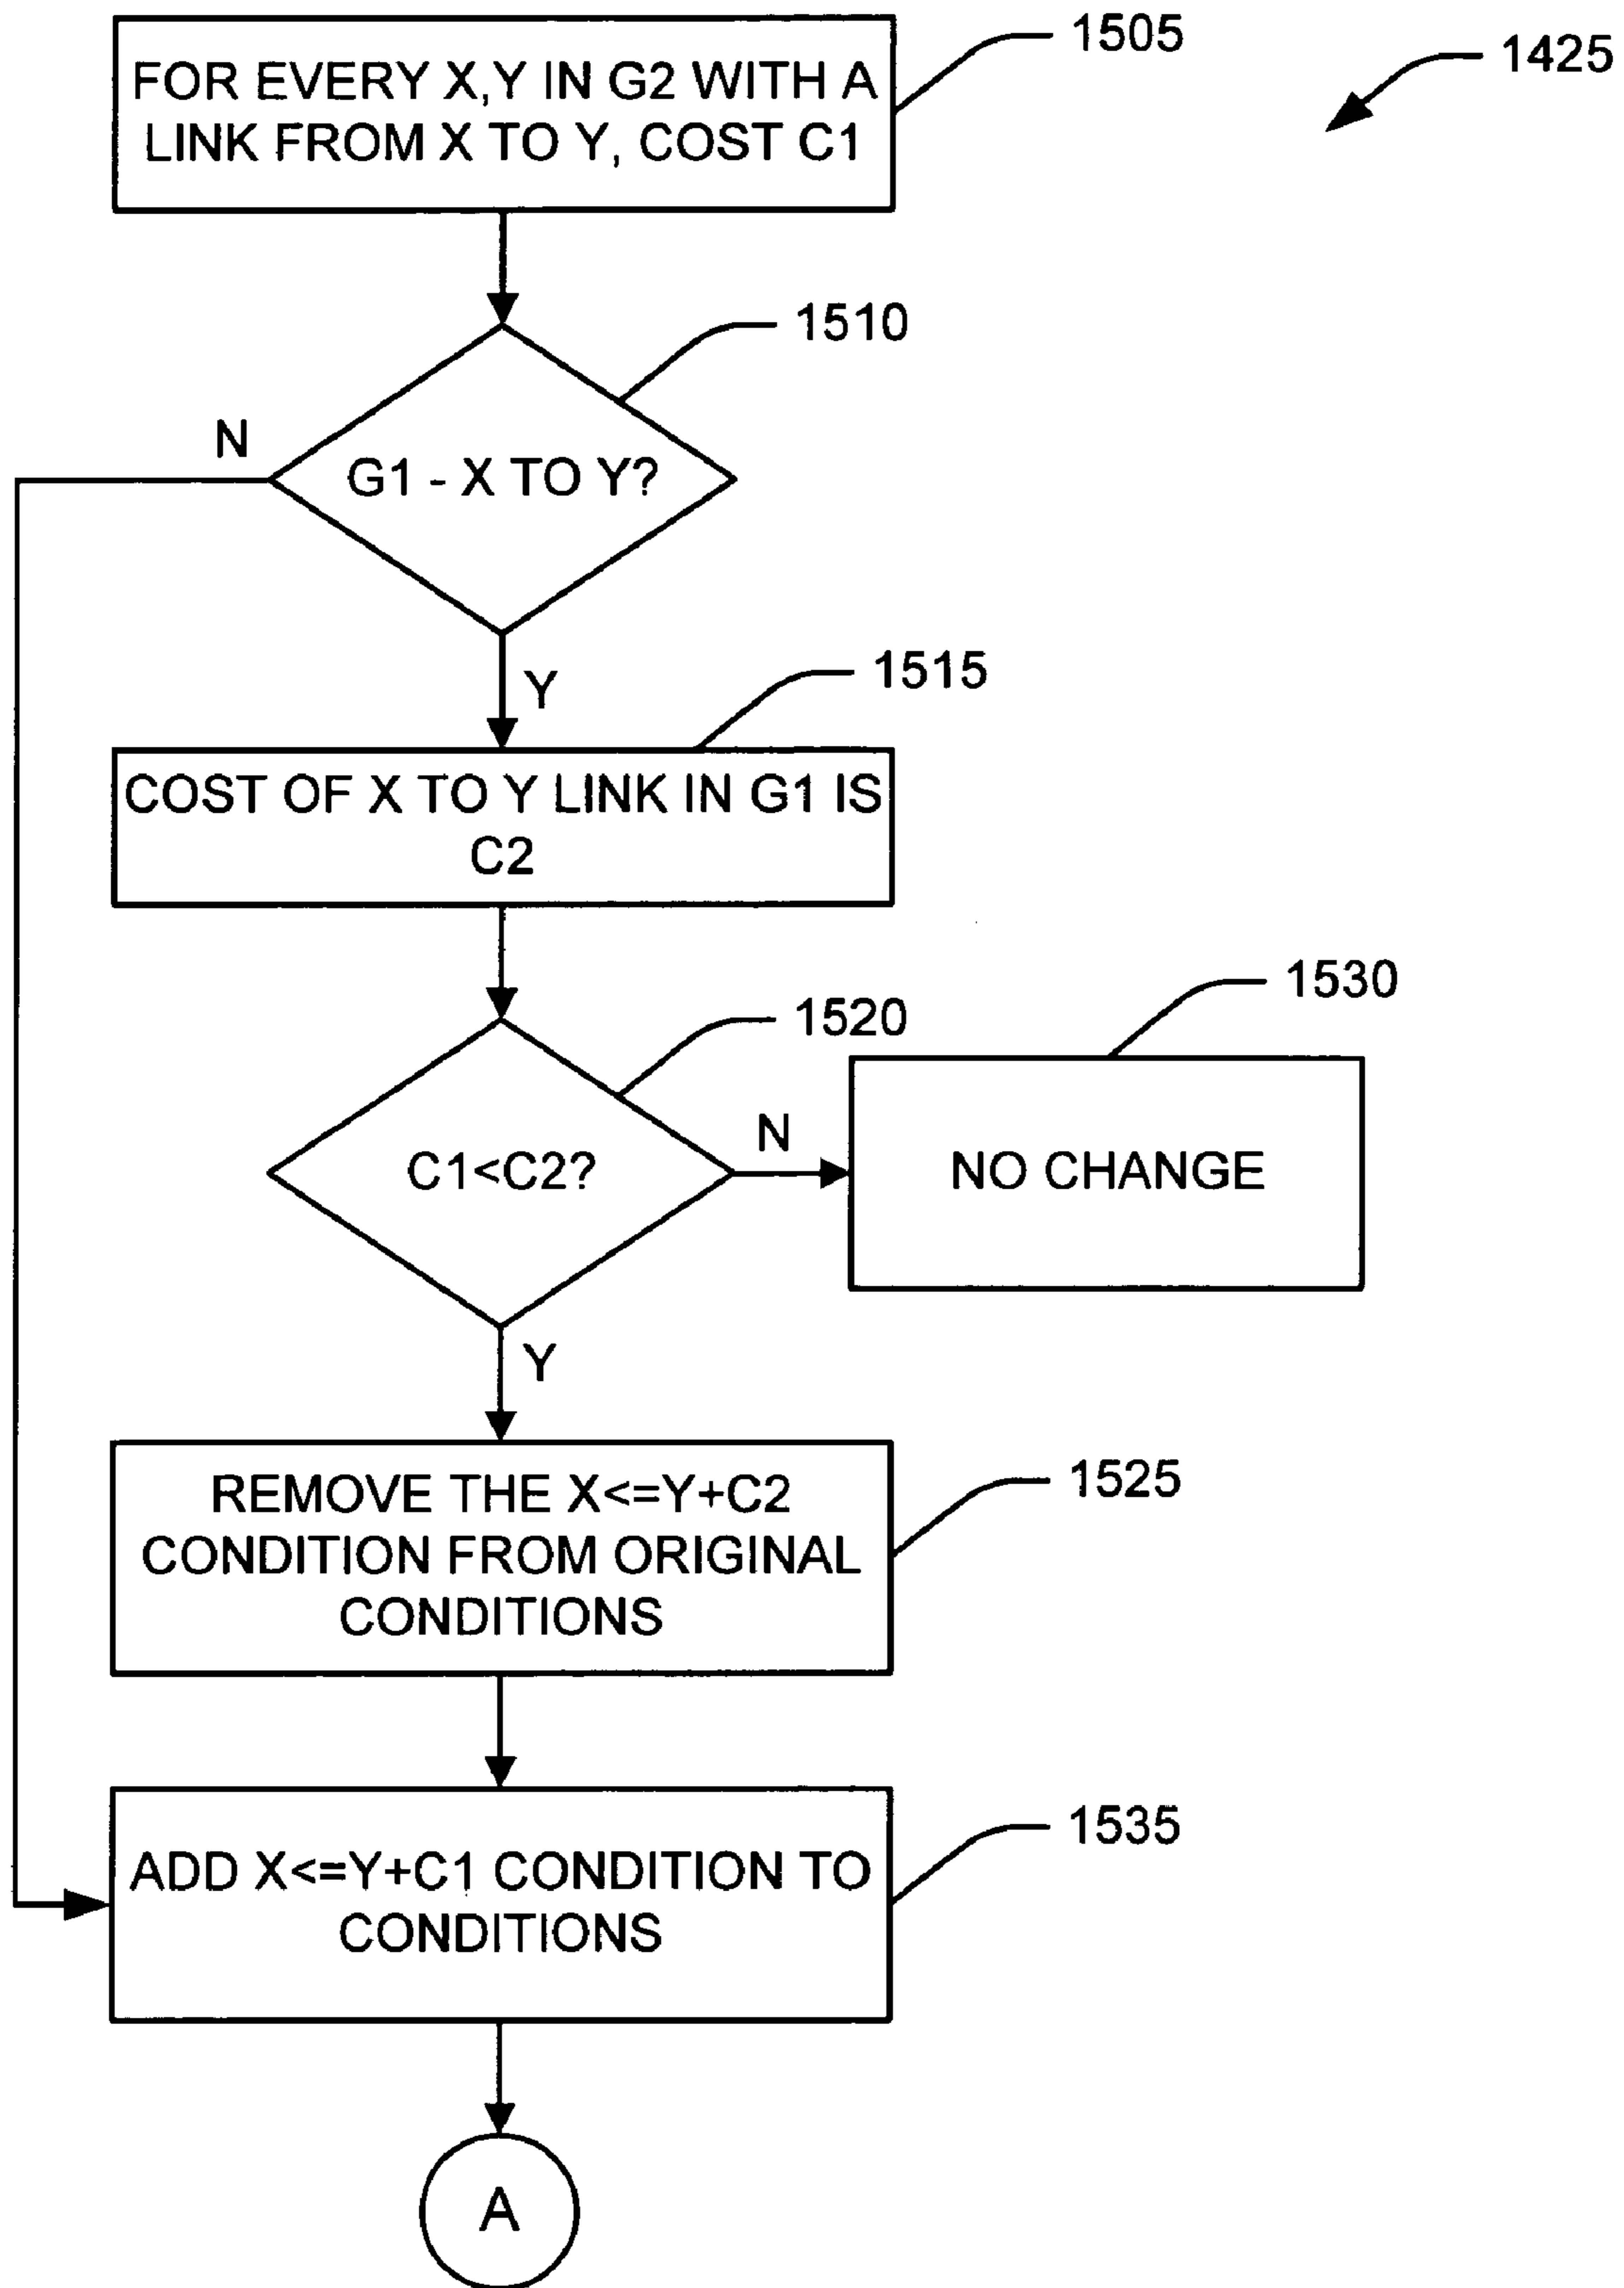 1505
1425
FOR EVERY X,Y IN G2 WITH A
LINK FROM X TO Y, COST C1
1510
N
G1 - X TO Y?
Y
1515
COST OF X TO Y LINK IN G1 IS
C2
1520
1530
C1<C2?
N
NO CHANGE
Y
1525
REMOVE THE X<=Y+C2
CONDITION FROM ORIGINAL
CONDITIONS
1535
ADD X<=Y+C1 CONDITION TO
CONDITIONS
A